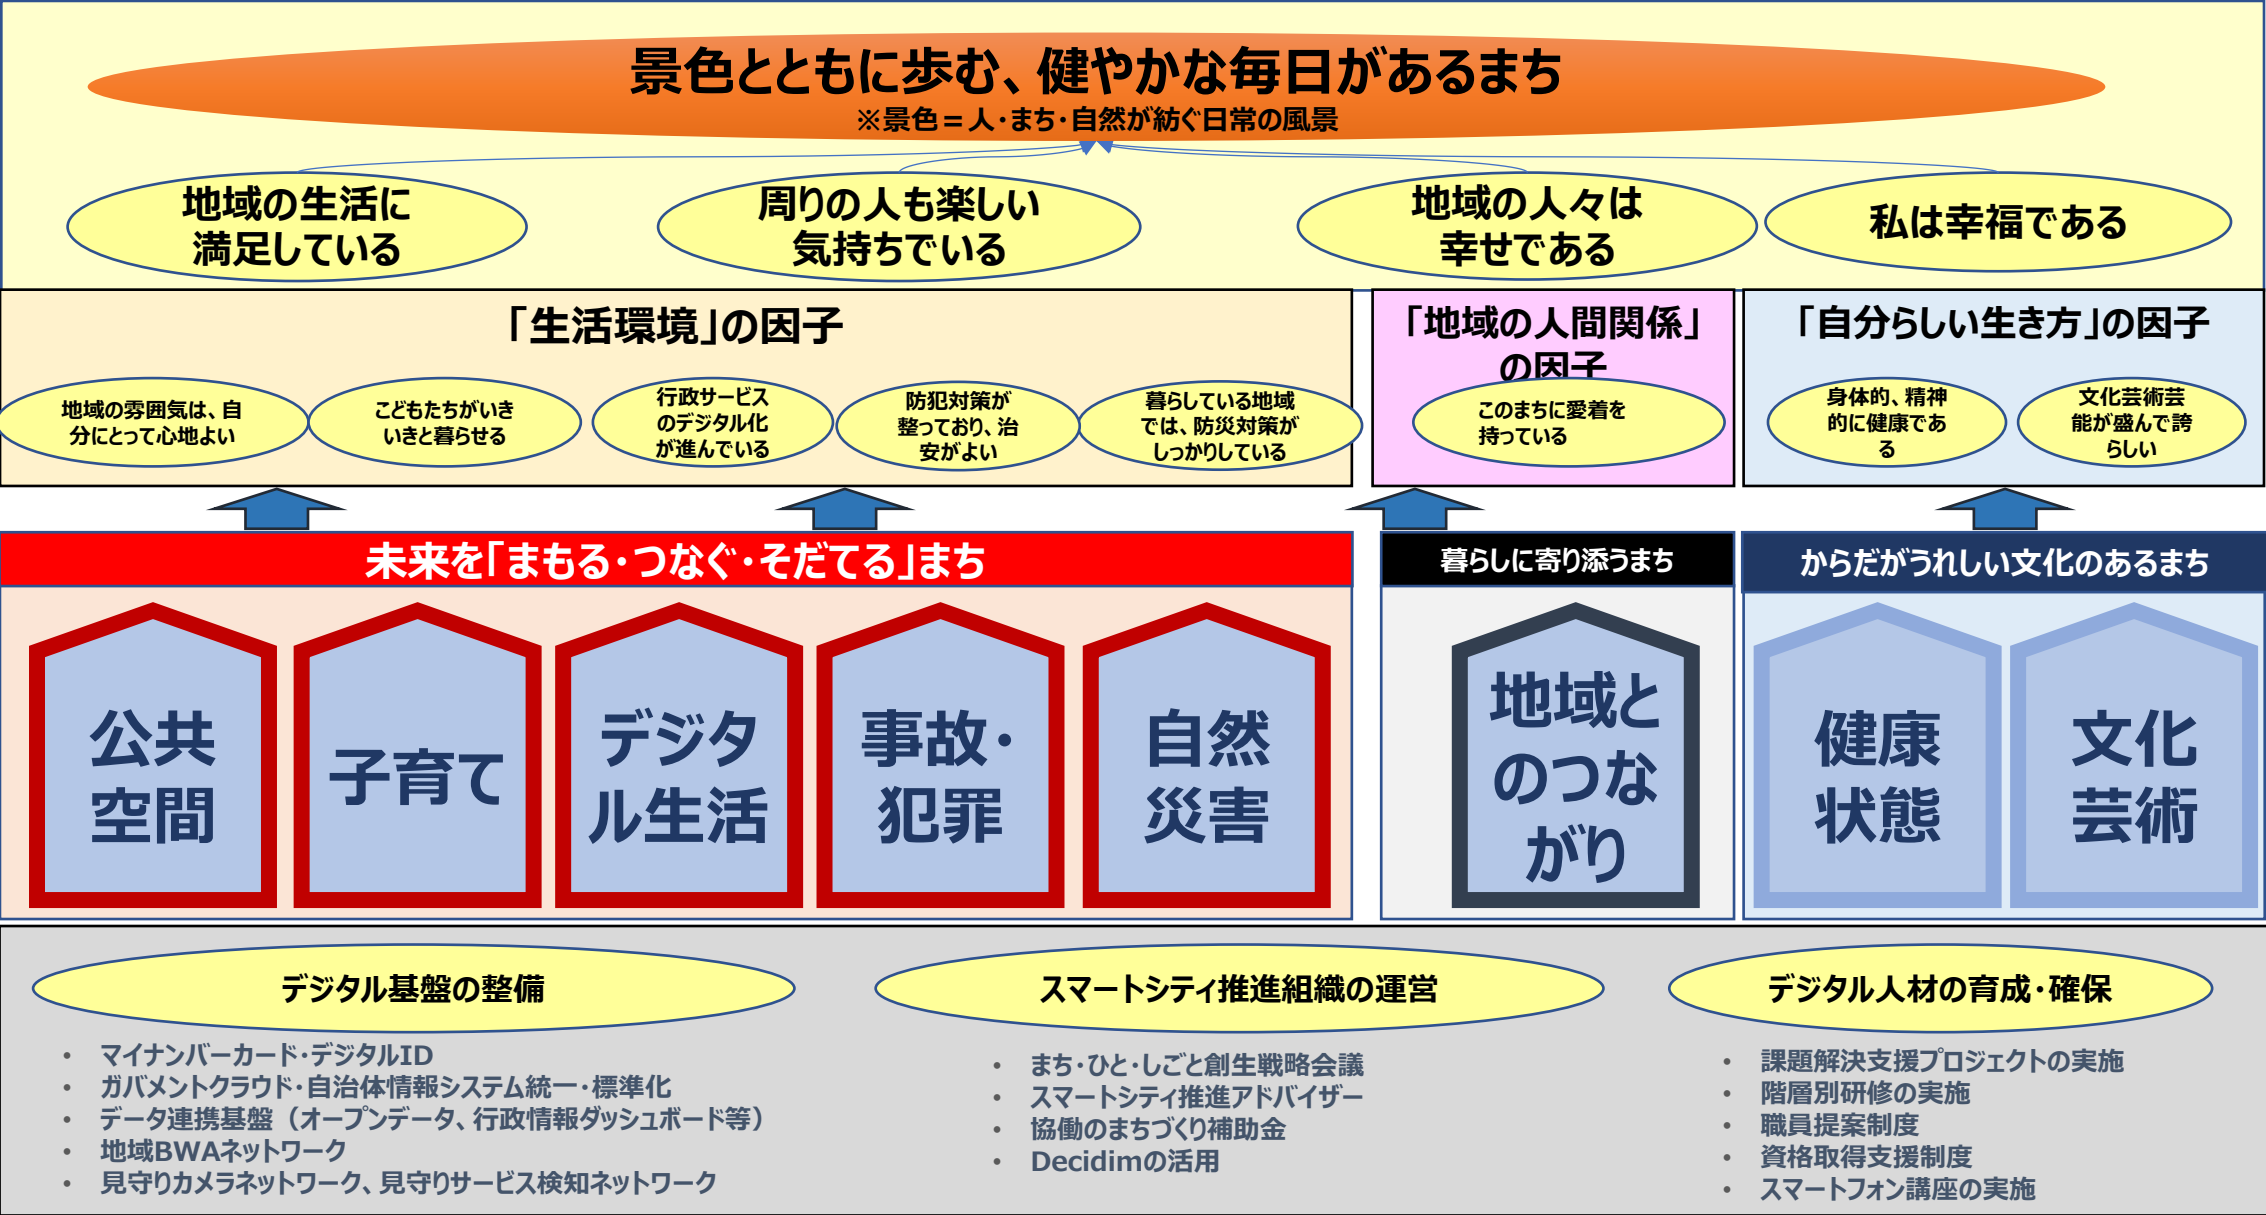 景色とともに歩む、健やかな毎日があるまち
※景色＝人・まち・自然が紡ぐ日常の風景
地域の生活に
満足している
周りの人も楽しい
気持ちでいる
地域の人々は
幸せである
私は幸福である
「生活環境」の因子
地域の雰囲気は、自
分にとって心地よい
こどもたちがいき
いきと暮らせる
行政サービス
のデジタル化
が進んでいる
防犯対策が
整っており、治
安がよい
暮らしている地域
では、防災対策が
しっかりしている
「地域の人間関係」
の因子
このまちに愛着を
持っている
「自分らしい生き方」の因子
身体的、精神
的に健康であ
る
文化芸術芸
能が盛んで誇
らしい
未来を「まもる・つなぐ・そだてる」まち
公共
空間
子育て
デジタ
ル生活
事故・
犯罪
自然
災害
暮らしに寄り添うまち
地域と
のつな
がり
からだがうれしい文化のあるまち
健康
状態
文化
芸術
デジタル基盤の整備
• マイナンバーカード・デジタルID
• ガバメントクラウド・自治体情報システム統一・標準化
• データ連携基盤（オープンデータ、行政情報ダッシュボード等）
• 地域BWAネットワーク
• 見守りカメラネットワーク、見守りサービス検知ネットワーク
スマートシティ推進組織の運営
• まち・ひと・しごと創生戦略会議
• スマートシティ推進アドバイザー
• 協働のまちづくり補助金
• Decidimの活用
デジタル人材の育成・確保
• 課題解決支援プロジェクトの実施
• 階層別研修の実施
• 職員提案制度
• 資格取得支援制度
• スマートフォン講座の実施